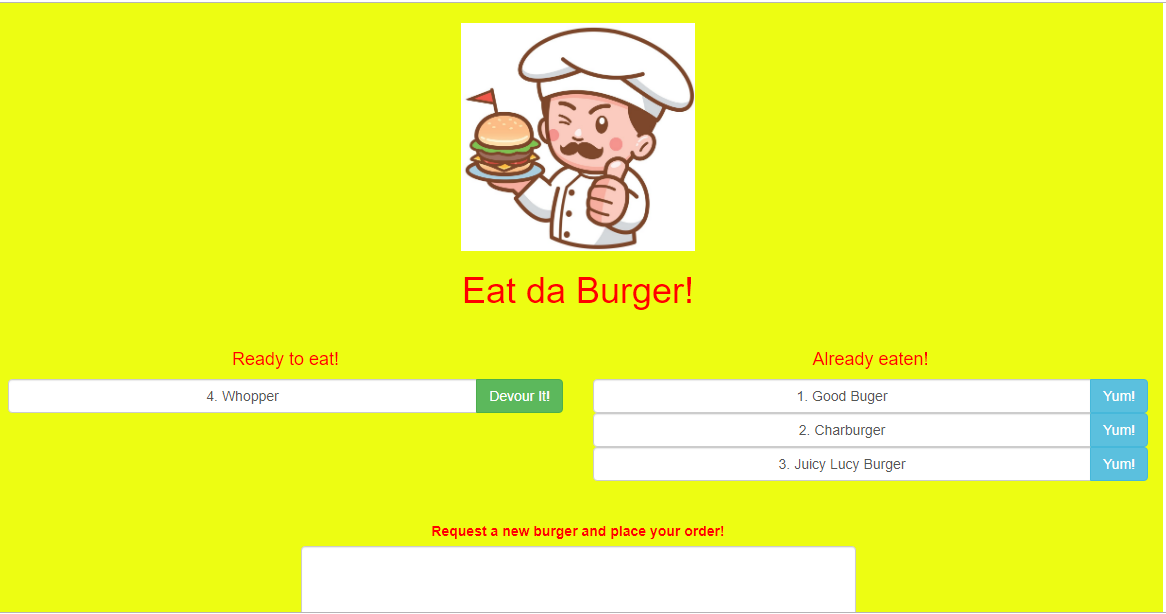 Eat da Burger!
Ready to eat!
4. Whopper
Devour It!
Already eaten!
1. Good Buger
Yum!
2. Charburger
Yum!
3. Juicy Lucy Burger
Yum!
Request a new burger and place your order!